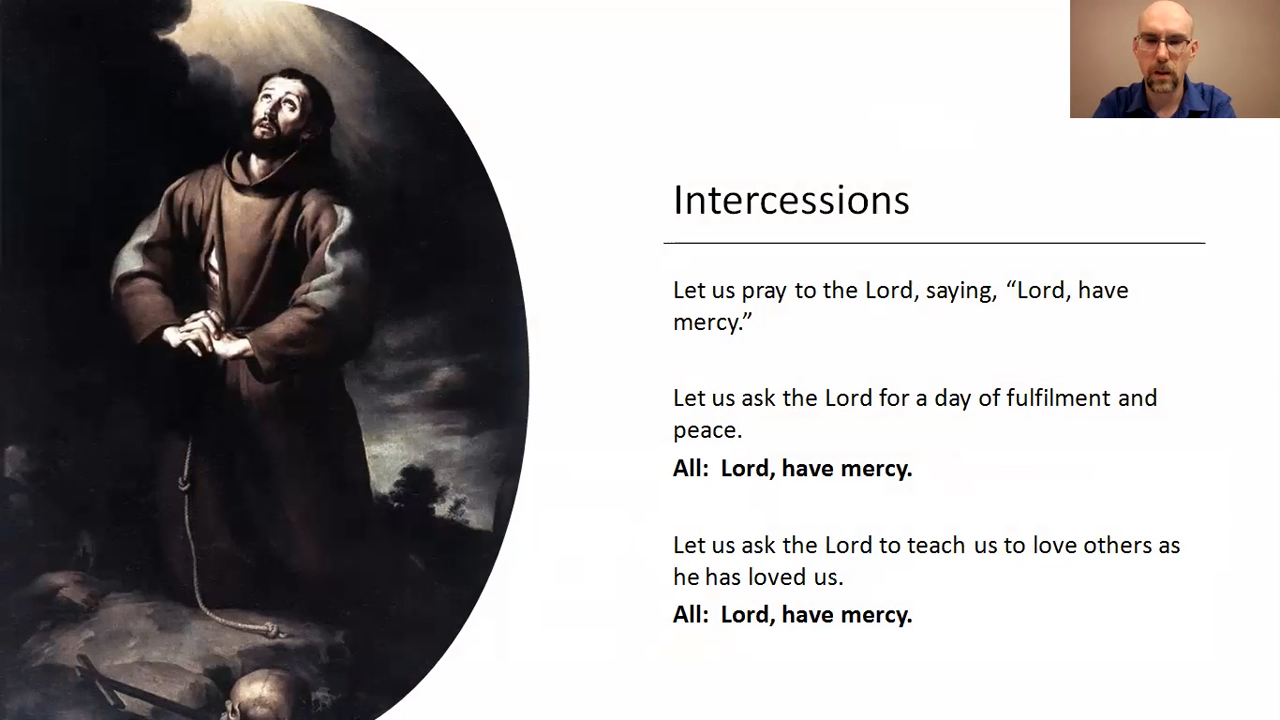 Intercessions
Let us pray to the Lord, saying, “Lord, have
mercy.”
Let us ask the Lord for a day of fulfilment and
peace.
All:  Lord, have mercy.
Let us ask the Lord to teach us to love others as
he has loved us.
All:  Lord, have mercy.